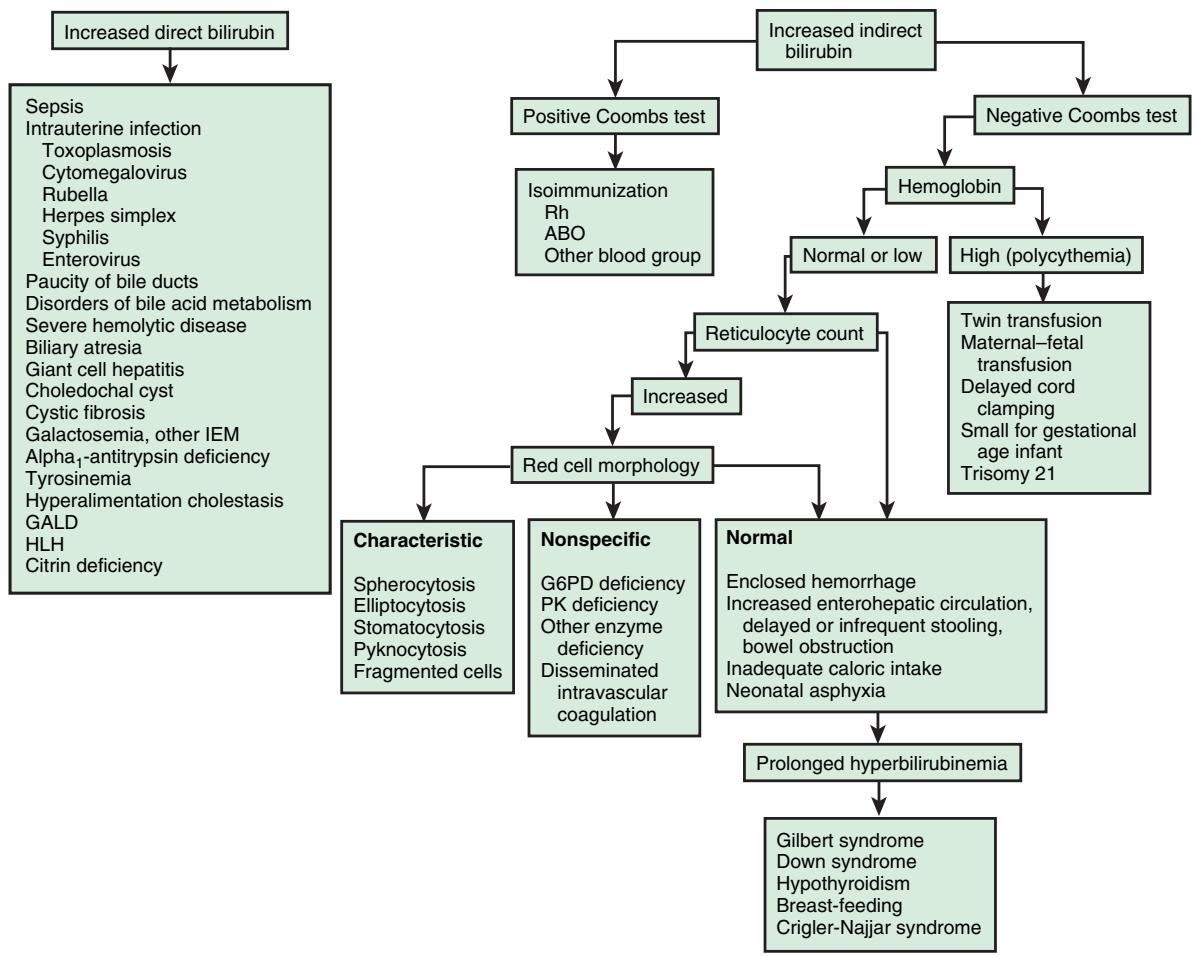 Increased direct bilirubin
Sepsis
Intrauterine infection
Toxoplasmosis
Cytomegalovirus
Rubella
Herpes simplex
Syphilis
Enterovirus
Paucity of bile ducts
Disorders of bile acid metabolism
Severe hemolytic disease
Biliary atresia
Giant cell hepatitis
Choledochal cyst
Cystic fibrosis
Galactosemia, other IEM
Alpha1-antitrypsin deficiency
Tyrosinemia
Hyperalimentation cholestasis
GALD
HLH
Citrin deficiency
Increased indirect
bilirubin
Positive Coombs test
Isoimmunization
Rh
ABO
Other blood group
Negative Coombs test
Hemoglobin
Normal or low
High (polycythemia)
Twin transfusion
Maternal–fetal
transfusion
Delayed cord
clamping
Small for gestational
age infant
Trisomy 21
Reticulocyte count
Increased
Red cell morphology
Characteristic
Spherocytosis
Elliptocytosis
Stomatocytosis
Pyknocytosis
Fragmented cells
Nonspecific
G6PD deficiency
PK deficiency
Other enzyme
deficiency
Disseminated
intravascular
coagulation
Normal
Enclosed hemorrhage
Increased enterohepatic circulation,
delayed or infrequent stooling,
bowel obstruction
Inadequate caloric intake
Neonatal asphyxia
Prolonged hyperbilirubinemia
Gilbert syndrome
Down syndrome
Hypothyroidism
Breast-feeding
Crigler-Najjar syndrome